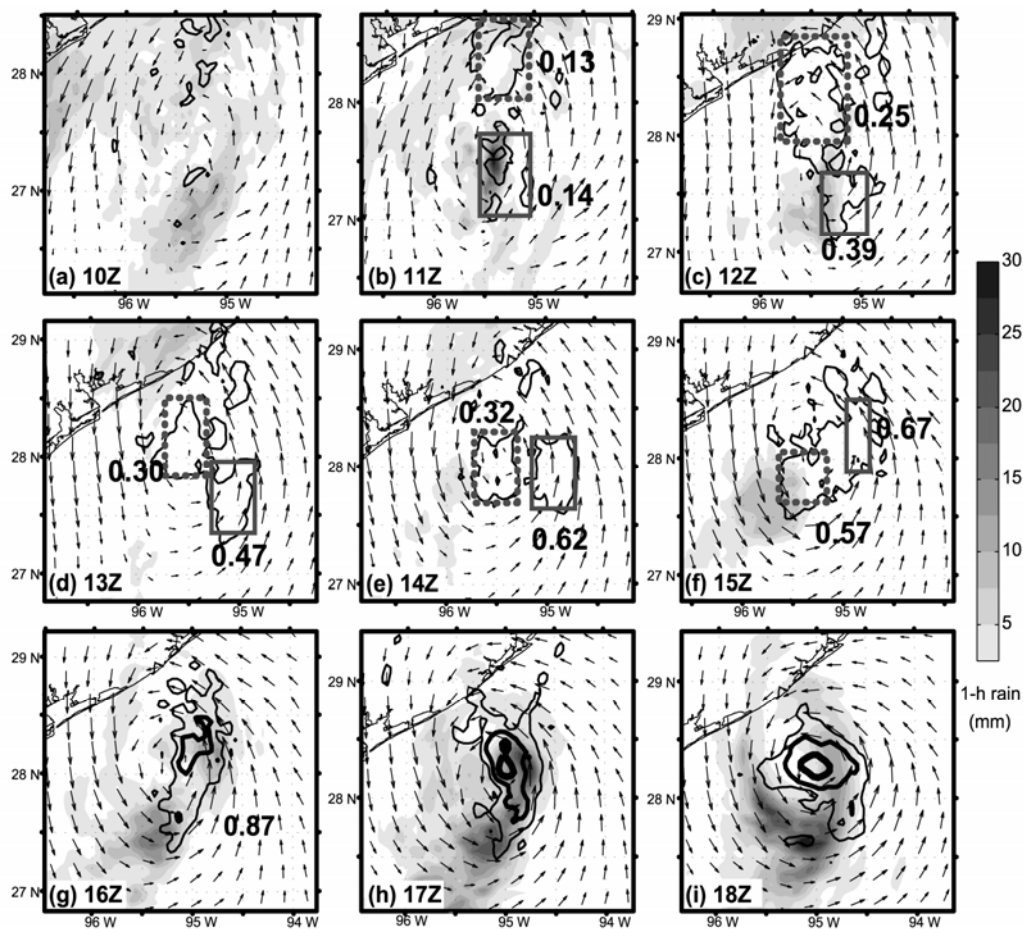 28 N
27 N
(a) 10Z
96 W
95 W
28 N
27 N
0.13
0.14
(b) 11Z
96 W
95 W
29 N
28 N
27 N
0.25
0.39
(c) 12Z
96 W
95 W
29 N
28 N
27 N
0.30
0.47
(d) 13Z
96 W
95 W
29 N
28 N
27 N
0.32
0.62
(e) 14Z
96 W
95 W
29 N
28 N
27 N
0.67
0.57
(f) 15Z
96 W
95 W
29 N
28 N
27 N
0.87
(g) 16Z
96 W
95 W
94 W
29 N
28 N
(h) 17Z
96 W
95 W
94 W
29 N
28 N
(i) 18Z
96 W
95 W
94 W
30
25
20
15
10
5
1-h rain
(mm)